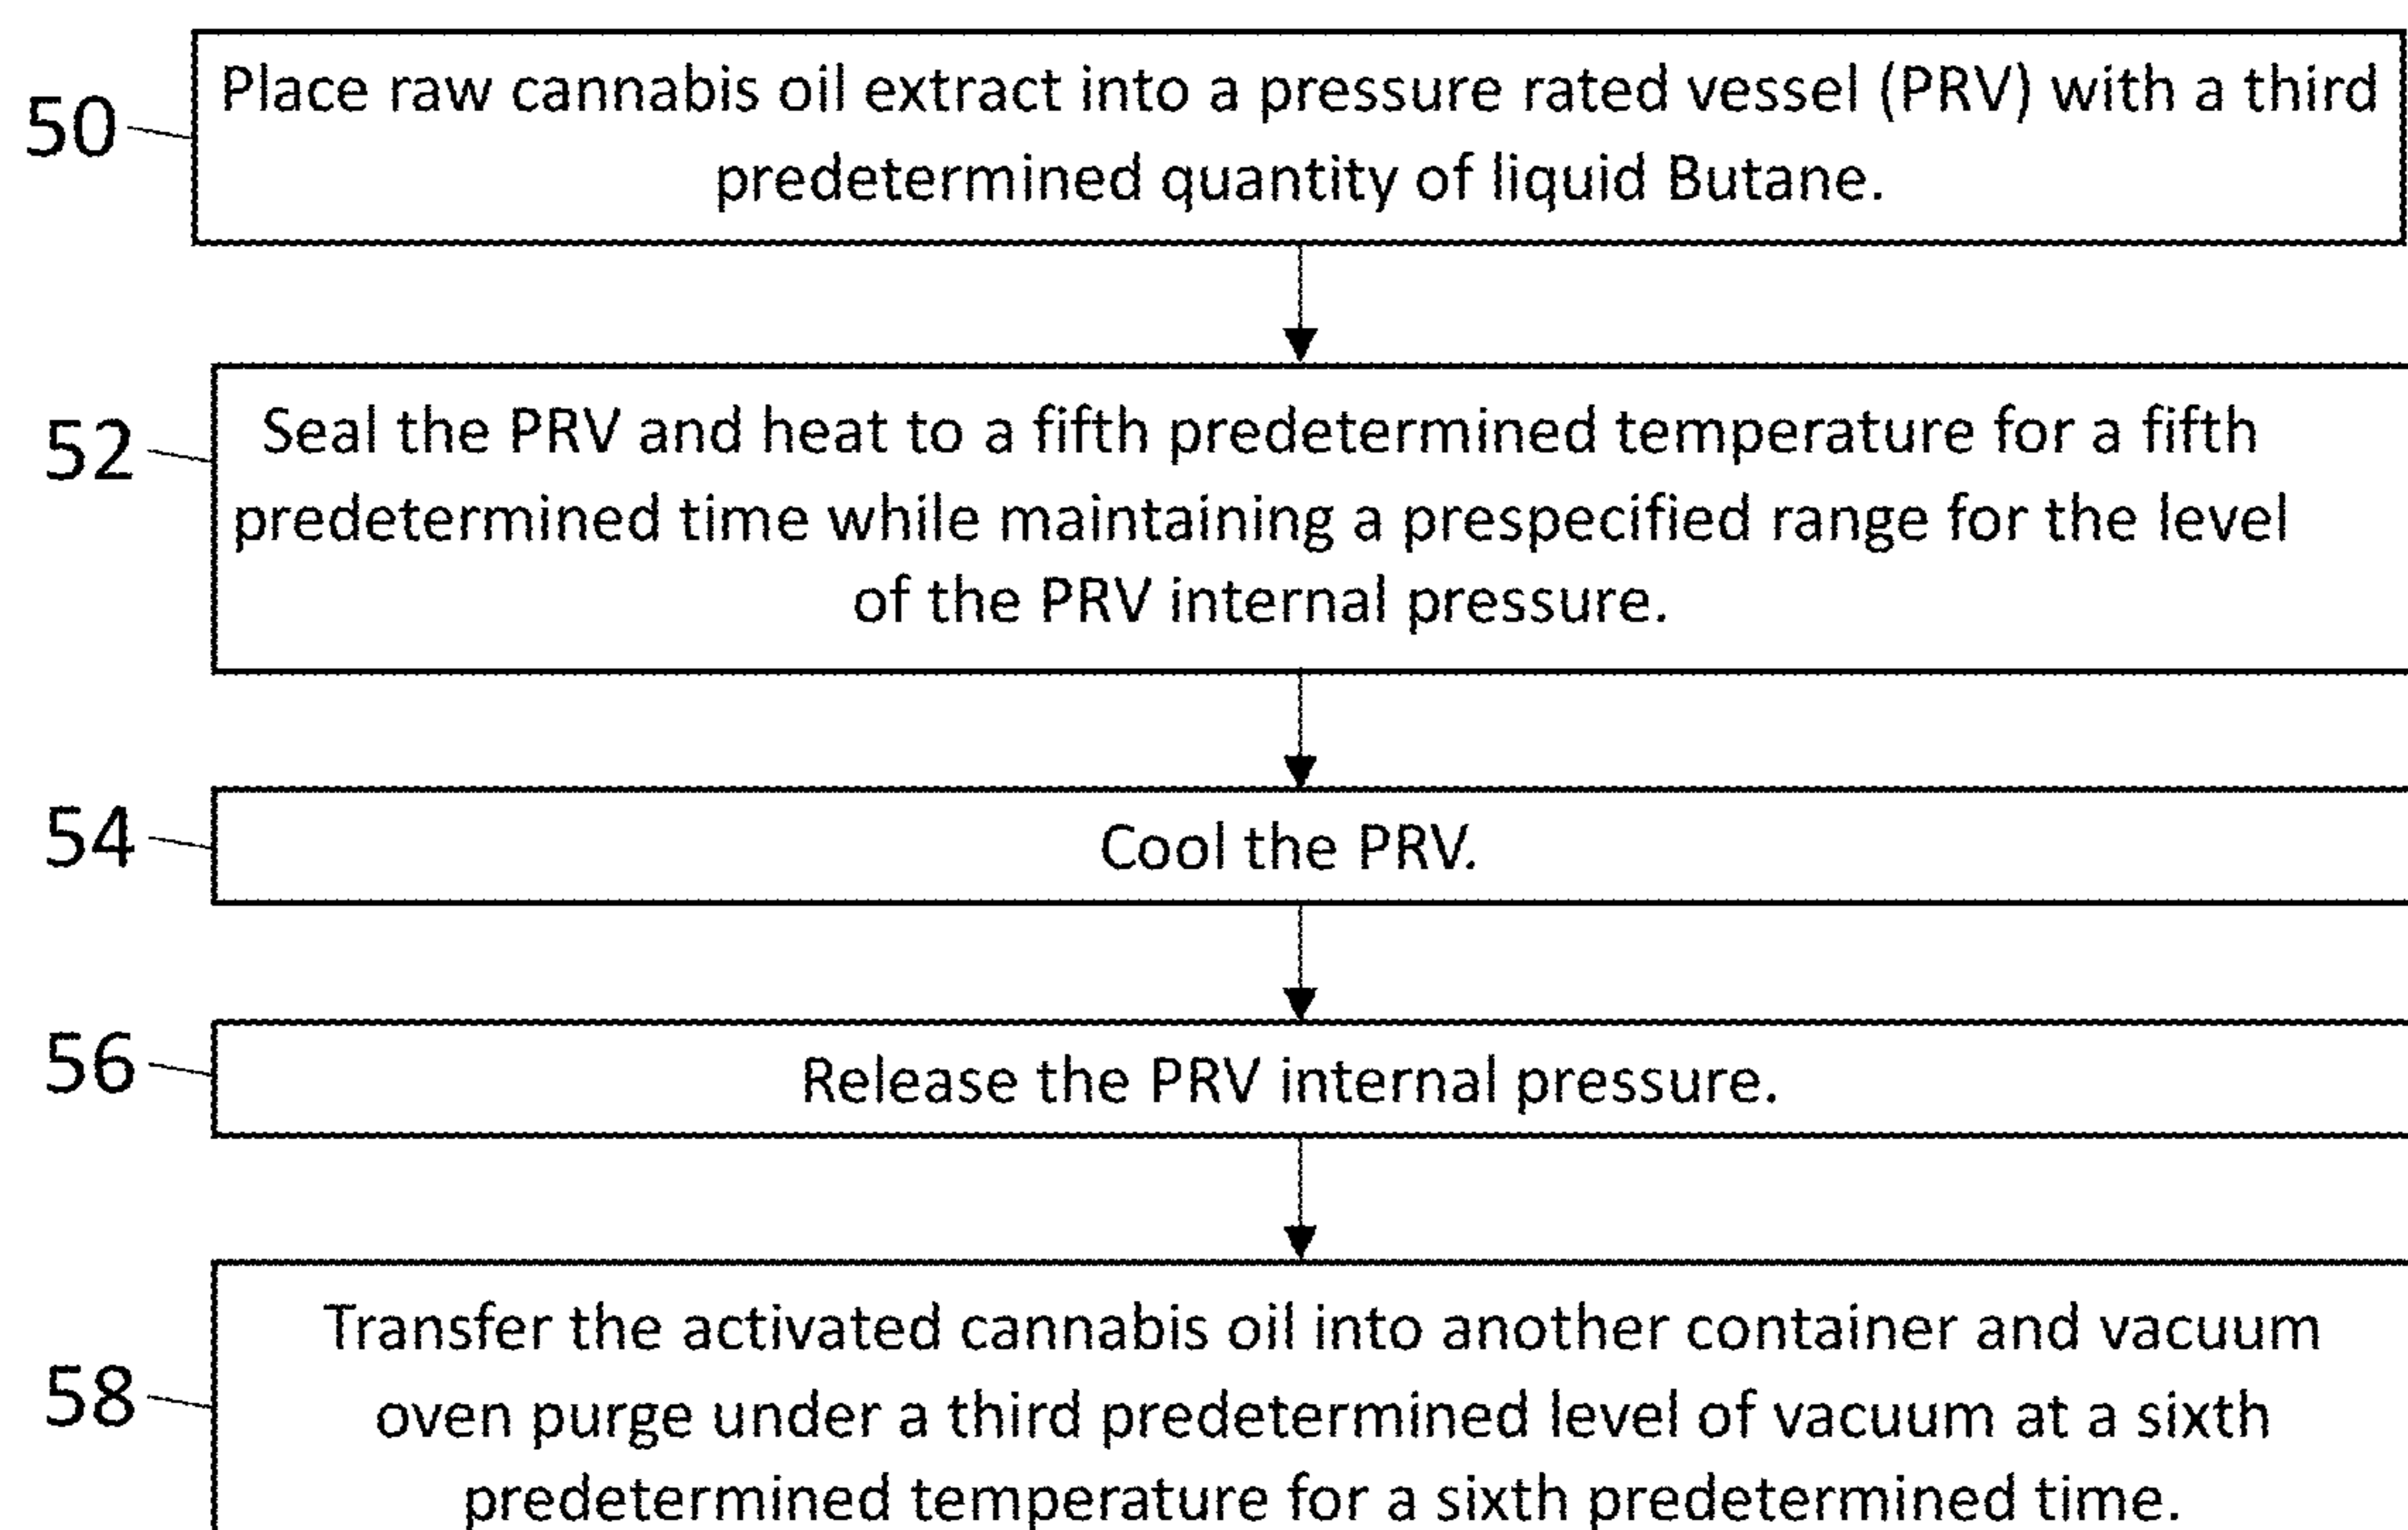 50
Place raw cannabis oil extract into a pressure rated vessel (PRV) with a third
predetermined quantity of liquid Butane.
52
Seal the PRV and heat to a fifth predetermined temperature for a fifth
predetermined time while maintaining a prespecified range for the level
of the PRV internal pressure.
54
Cool the PRV.
56
Release the PRV internal pressure.
58
Transfer the activated cannabis oil into another container and vacuum
oven purge under a third predetermined level of vacuum at a sixth
predetermined temperature for a sixth predetermined time.